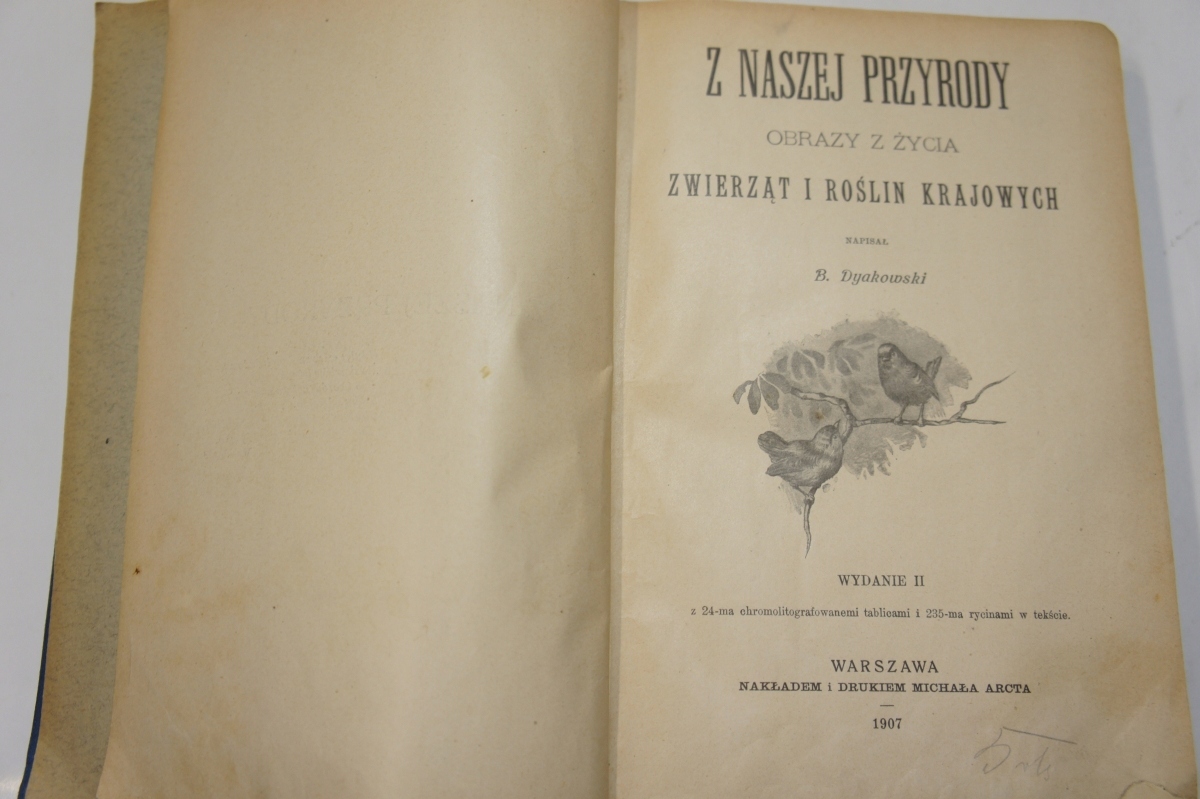 Z NASZEJ PRZYRODY
OBRAZY Z ŻYCIA
ZWIERZĄT I ROŚLIN KRAJOWYCH
NAPISAŁ
B. Dyakowski
WYDANIE II
z 24-ma chromolitografowanemi tablicami i 235-ma rycinami w tekście.
WARSZAWA
NAKŁADEM i DRUKIEM MICHAŁA ARCTA
1907